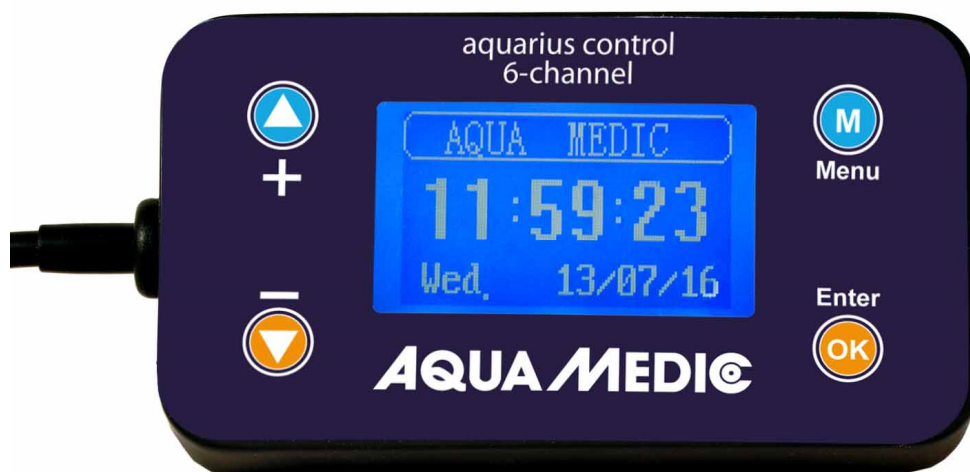 aquarius control
6-channel
+
M
Menu
AQUA MEDIC
11:59:23
Wed. 13/07/16
–
Enter
OK
AQUA MEDIC